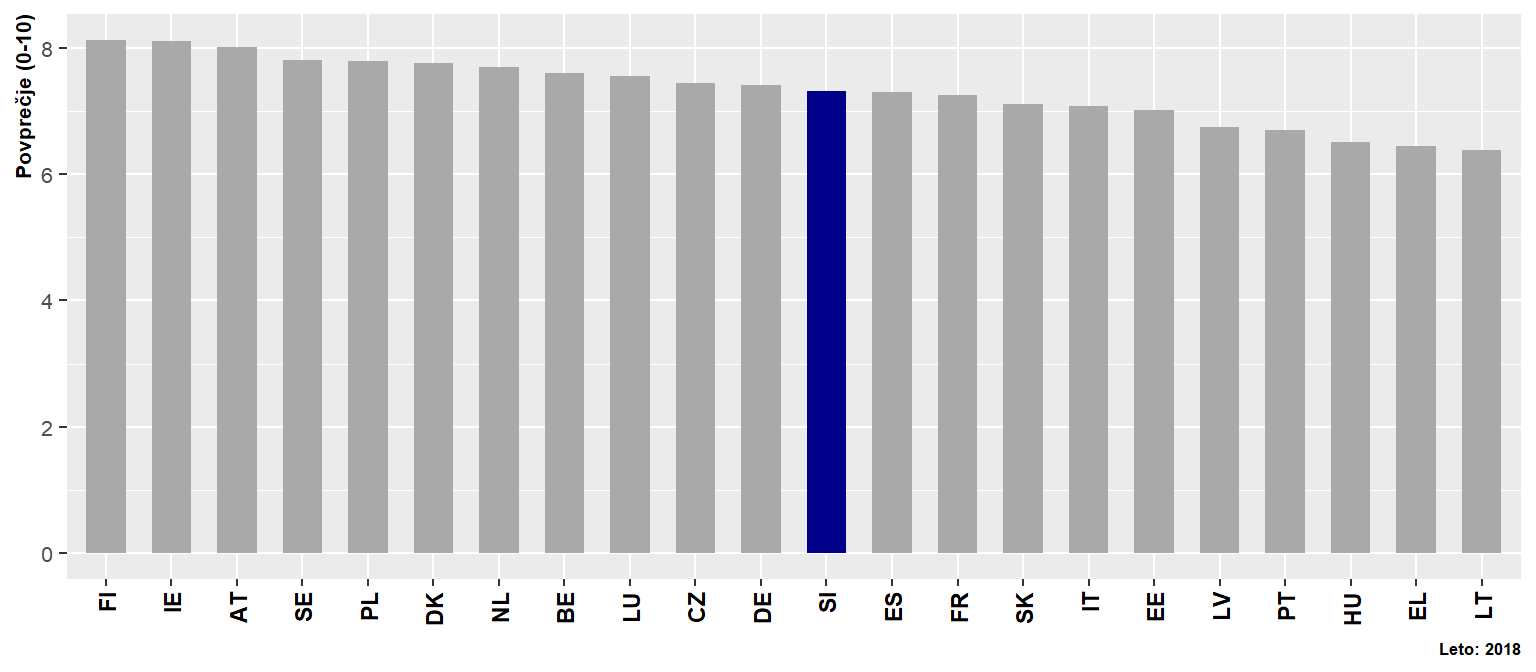 Povprečje (0-10)
8
6
4
2
0
FI IE AT SE PL DK NL BE LU CZ DE SI ES FR SK IT EE LV PT HU EL LT
Leto: 2018